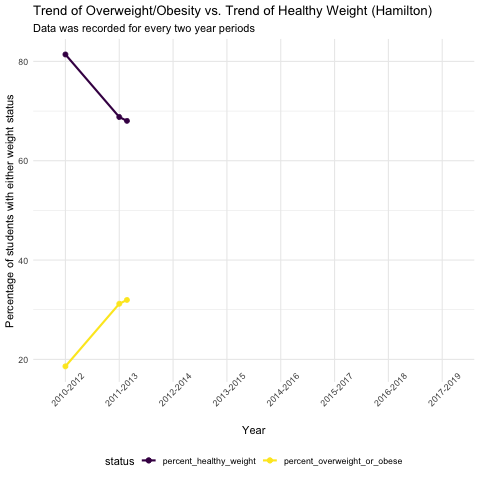 Trend of Overweight/Obesity vs. Trend of Healthy Weight (Hamilton)
Data was recorded for every two year periods
Percentage of students with either weight status
80
60
40
20
2010-2012
2011-2013
2012-2014
2013-2015
2014-2016
2015-2017
2016-2018
2017-2019
Year
status percent_healthy_weight percent_overweight_or_obese